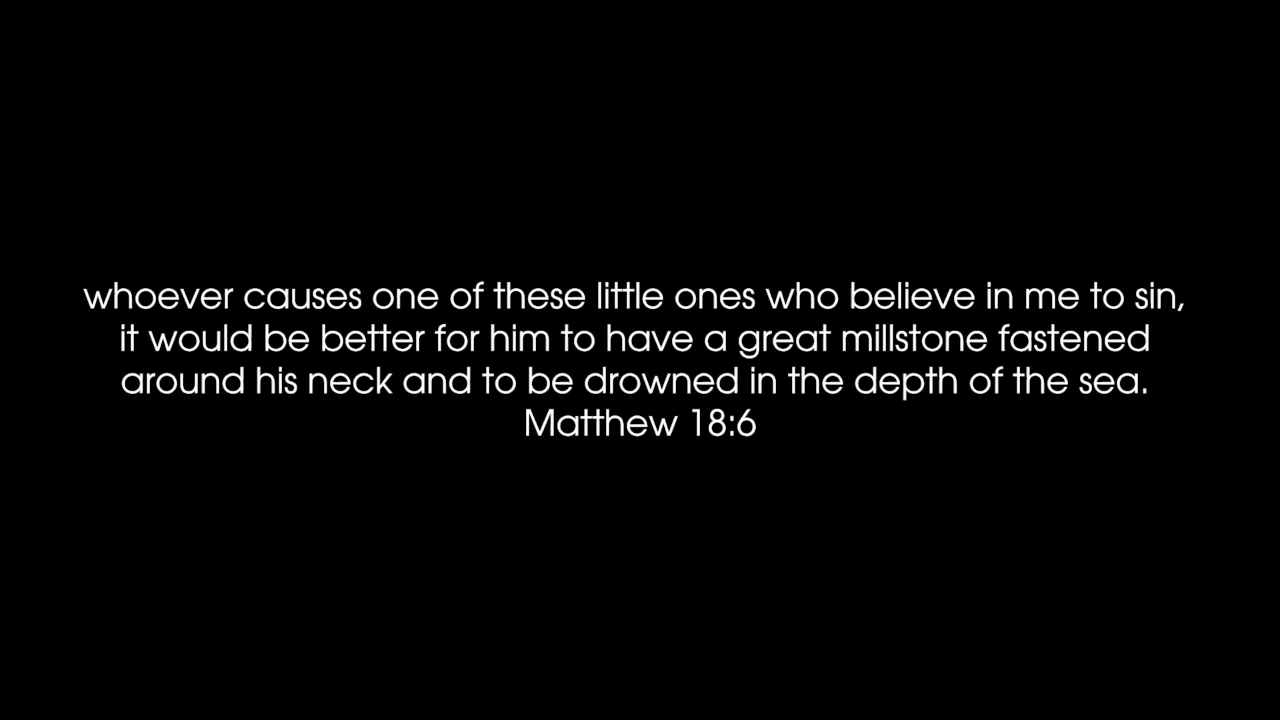 whoever causes one of these little ones who believe in me to sin,
it would be better for him to have a great millstone fastened
around his neck and to be drowned in the depth of the sea.
Matthew 18:6